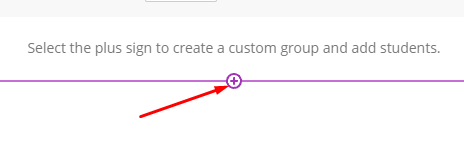 Select the plus sign to create a custom group and add students.